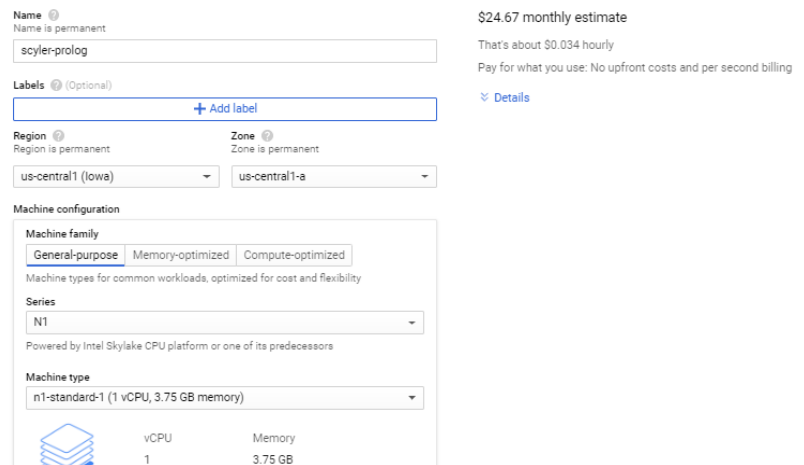 Name
Name is permanent
scyler-prolog
Labels (Optional)
Add label
Region
Region is permanent
us-central1 (Iowa)
Zone
Zone is permanent
us-central1-a
Machine configuration
Machine family
General-purpose Memory-optimized Compute-optimized
Machine types for common workloads, optimized for cost and flexibility
Series
N1
Powered by Intel Skylake CPU platform or one of its predecessors
Machine type
n1-standard-1 (1 vCPU, 3.75 GB memory)
vCPU
1
Memory
3.75 GB
$24.67 monthly estimate
That's about $0.034 hourly
Pay for what you use: No upfront costs and per second billing
Details